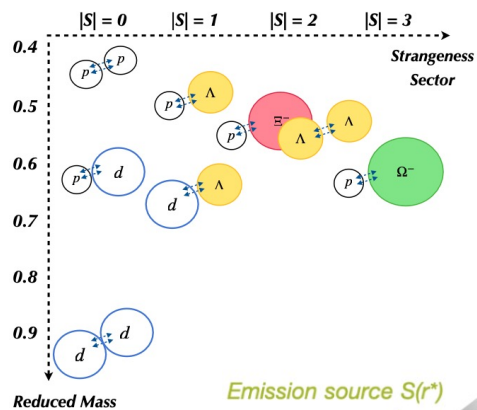 |S| = 0 |S| = 1 |S| = 2 |S| = 3
0.4
Strangeness
Sector
p p
p Λ
0.5
p Ξ⁻ Λ Λ
0.6
p d
d Λ
p Ω⁻
0.7
0.8
0.9
d d
Reduced Mass
Emission source S(r*)